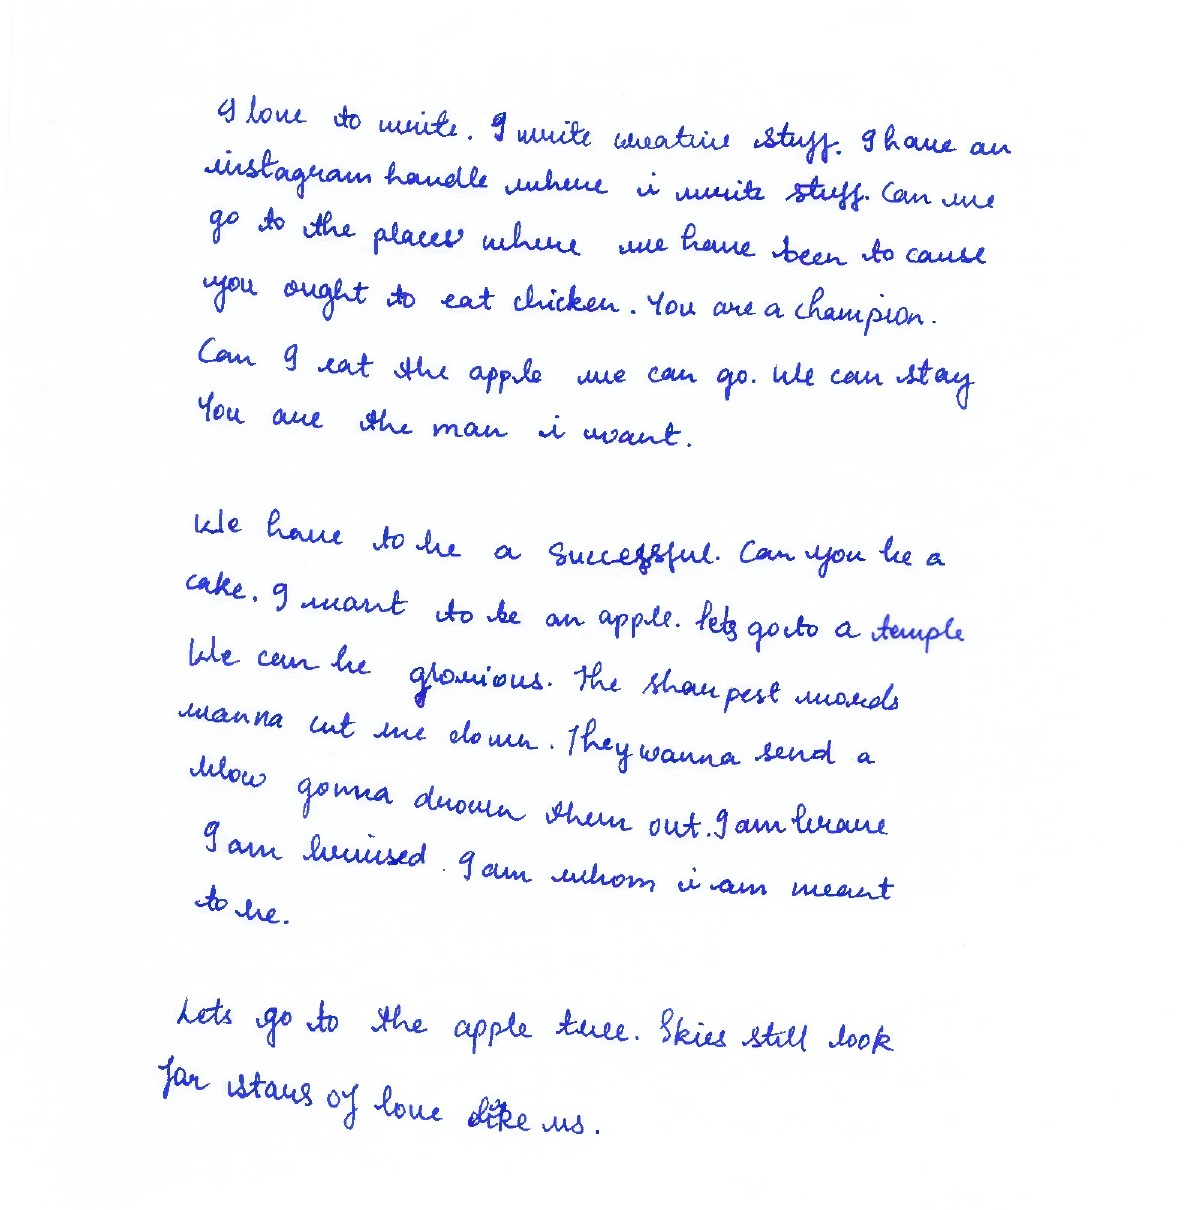 I love to write. I write creative stuff. I have an
instagram handle where i write stuff. Can we
go to the places where we have been to cause
you ought to eat chicken. You are a champion.
Can I eat the apple we can go. We can stay
You are the man i want.
We have to be a successful. Can you be a
cake. I want to be an apple. lets go to a temple
We can be glorious. The sharpest words
wanna cut me down. They wanna send a
blow gonna drown them out. I am brave
I am bruised. I am whom i am meant
to be.
Lets go to the apple tree. Skies still look
far stars of love like us.